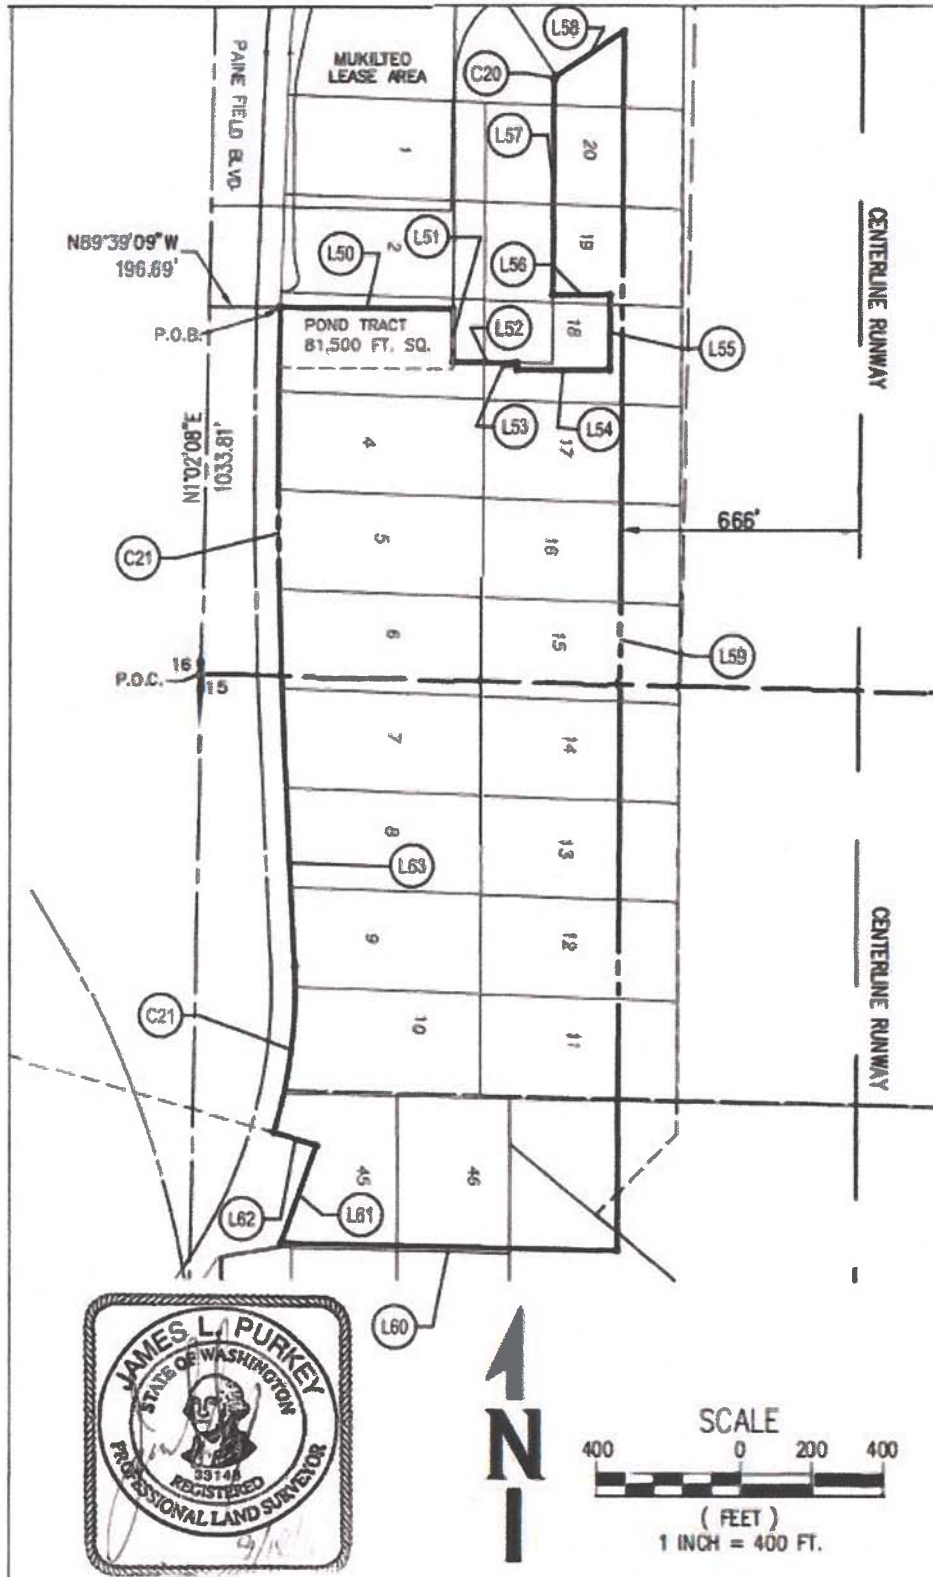 L58
MUKILTEO
LEASE AREA
C20
PAINE FIELD BLVD.
L57
1
20
CENTERLINE RUNWAY
N89°39'09"W
196.69'
L50
2
L51
L56
19
P.O.B.
POND TRACT
81,500 FT. SQ.
L52
18
L55
L53
L54
17
4
N1°02'08"E
1033.81'
666'
C21
5
16
6
15
L59
16
P.O.C.
15
7
14
8
13
L63
9
12
CENTERLINE RUNWAY
C21
10
11
45
46
L62
L61
L60
JAMES L. PURKEY
STATE OF WASHINGTON
REGISTERED
PROFESSIONAL LAND SURVEYOR
N
SCALE
400 0 200 400
( FEET )
1 INCH = 400 FT.